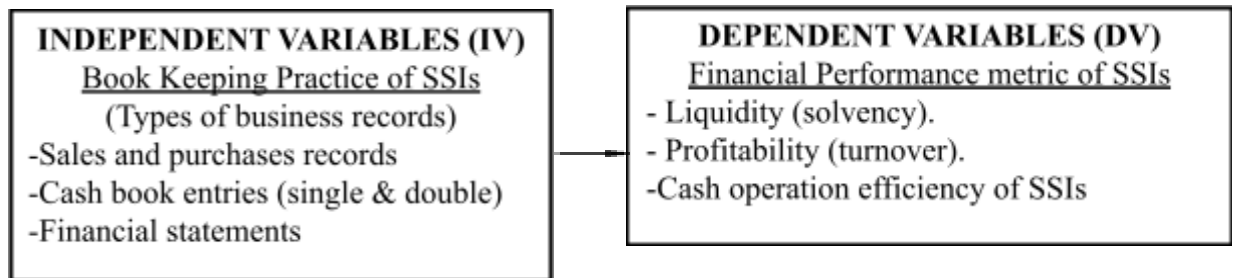 INDEPENDENT VARIABLES (IV)
Book Keeping Practice of SSIs
(Types of business records)
-Sales and purchases records
-Cash book entries (single & double)
-Financial statements
DEPENDENT VARIABLES (DV)
Financial Performance metric of SSIs
- Liquidity (solvency).
- Profitability (turnover).
-Cash operation efficiency of SSIs